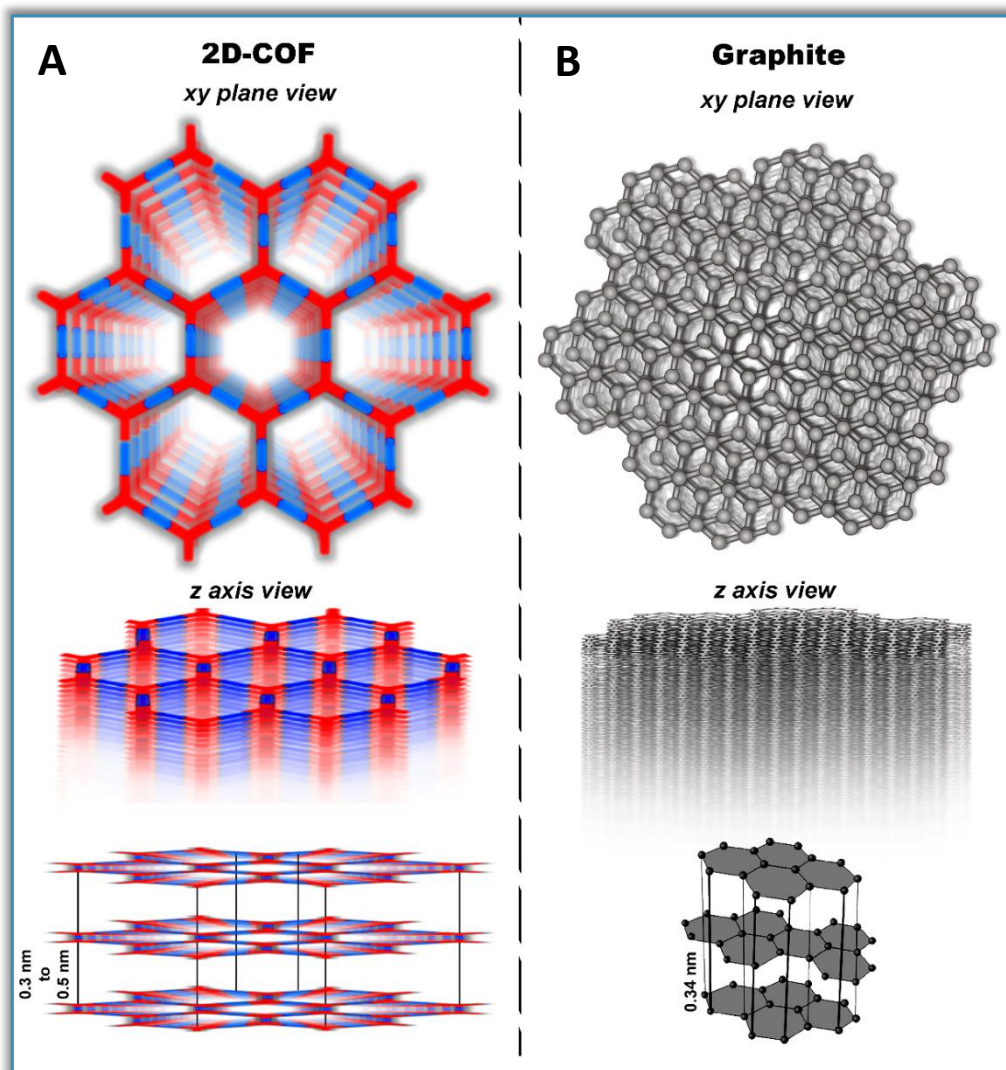 A
2D-COF
xy plane view
z axis view
0.3 nm
to
0.5 nm
B
Graphite
xy plane view
z axis view
0.34 nm